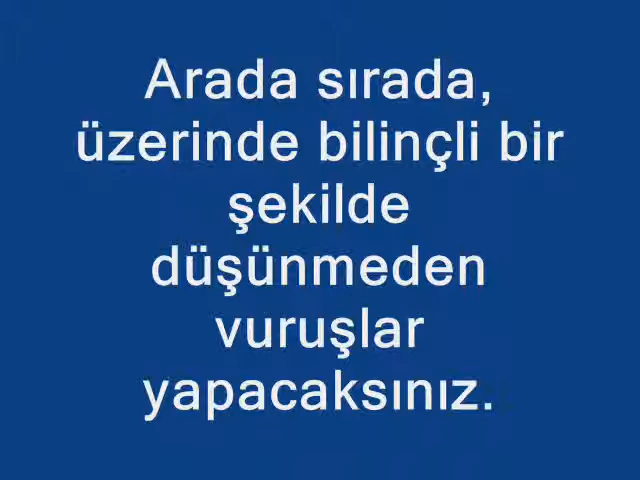 Arada sırada,
üzerinde bilinçli bir
şekilde
düşünmeden
vuruşlar
yapacaksınız.